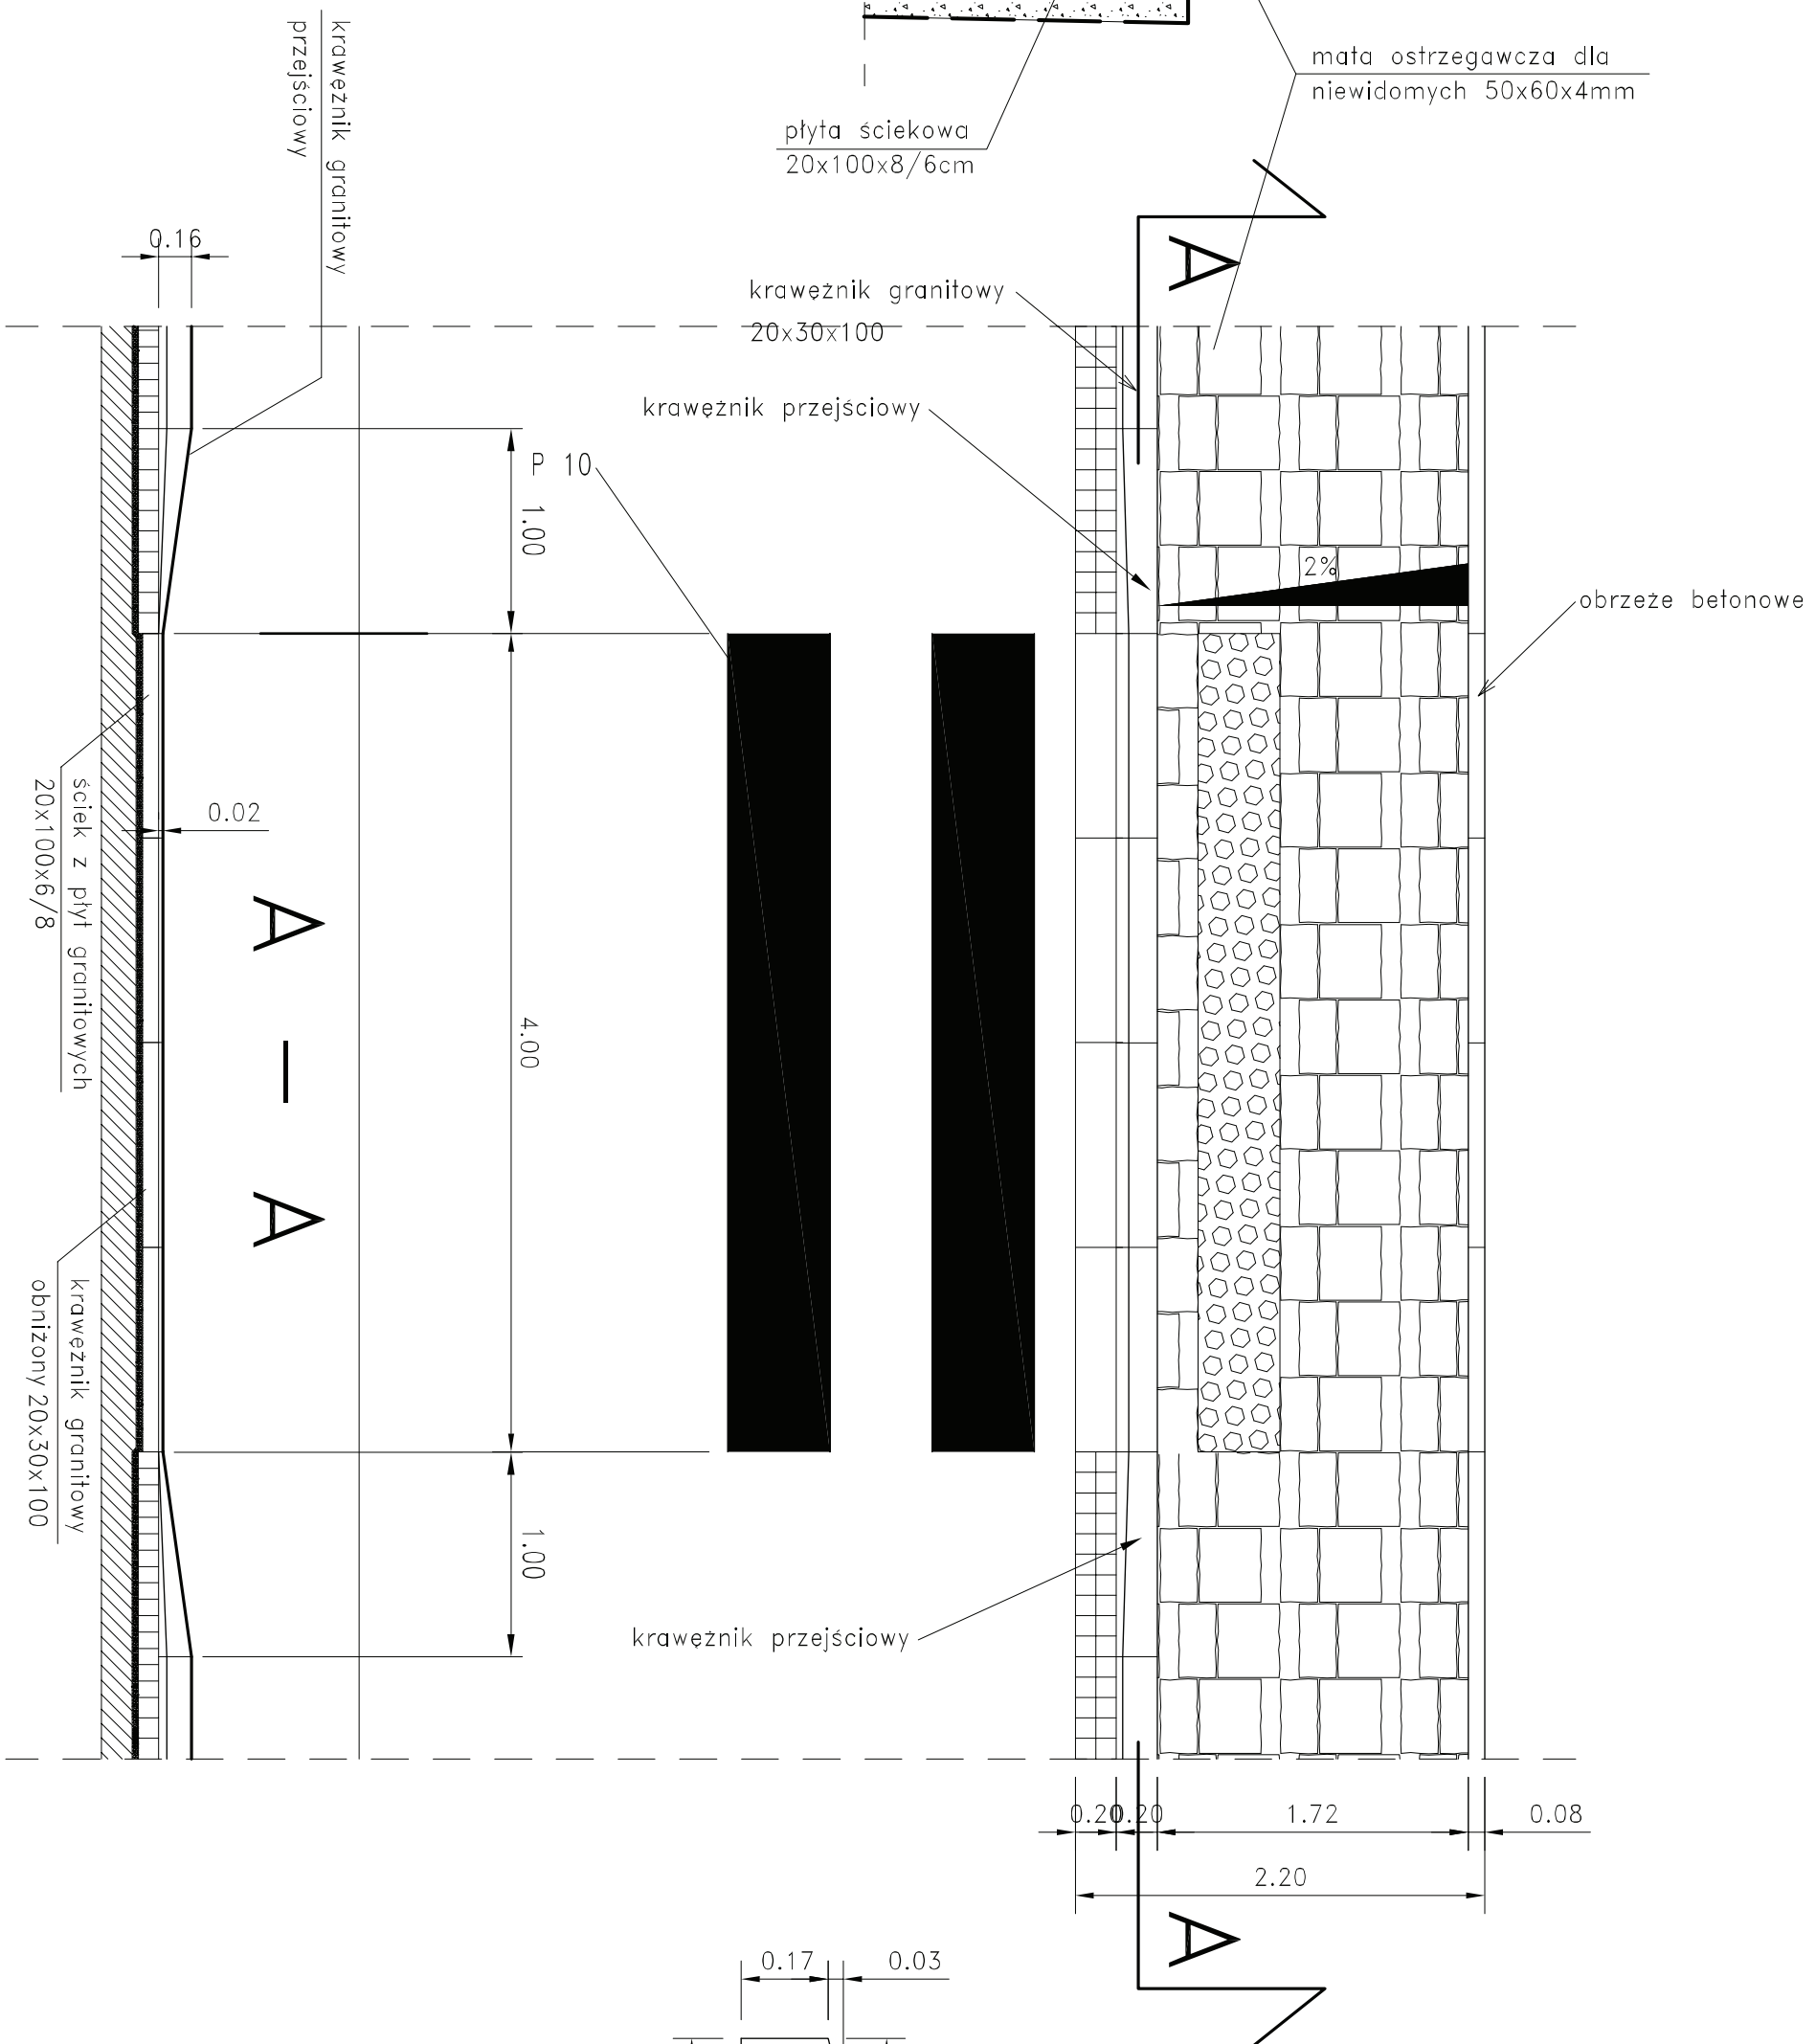 mata ostrzegawcza dla
niewidomych 50x60x4mm
płyta ściekowa
20x100x8/6cm
krawężnik granitowy
przejściowy
0.16
A
krawężnik granitowy
20x30x100
krawężnik przejściowy
P 10
1.00
2%
obrzeże betonowe
ściek z płyt granitowych
20x100x6/8
0.02
A – A
4.00
krawężnik granitowy
obniżony 20x30x100
1.00
krawężnik przejściowy
0.20
0.20
1.72
0.08
2.20
A
0.17
0.03